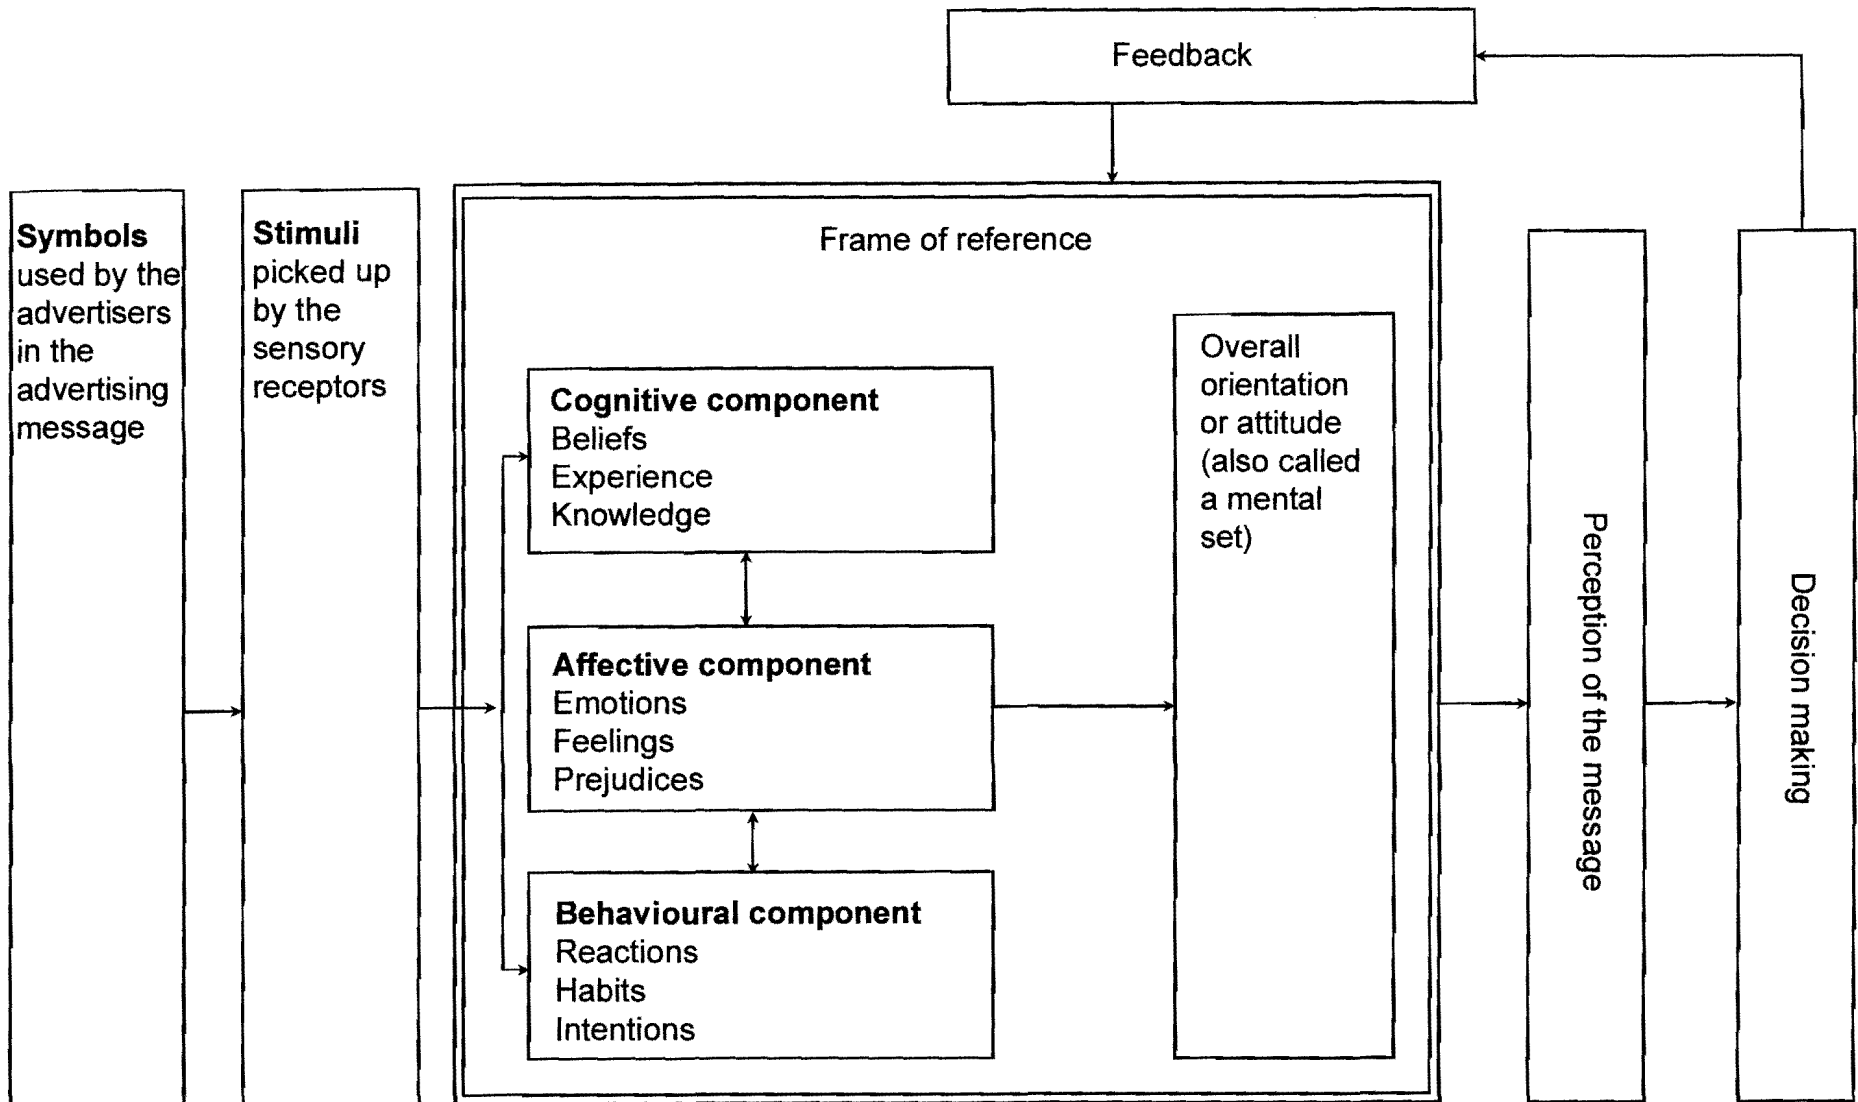 Feedback
Symbols
used by the
advertisers
in the
advertising
message
Stimuli
picked up
by the
sensory
receptors
Frame of reference
Cognitive component
Beliefs
Experience
Knowledge
Affective component
Emotions
Feelings
Prejudices
Behavioural component
Reactions
Habits
Intentions
Overall
orientation
or attitude
(also called
a mental
set)
Perception of the message
Decision making